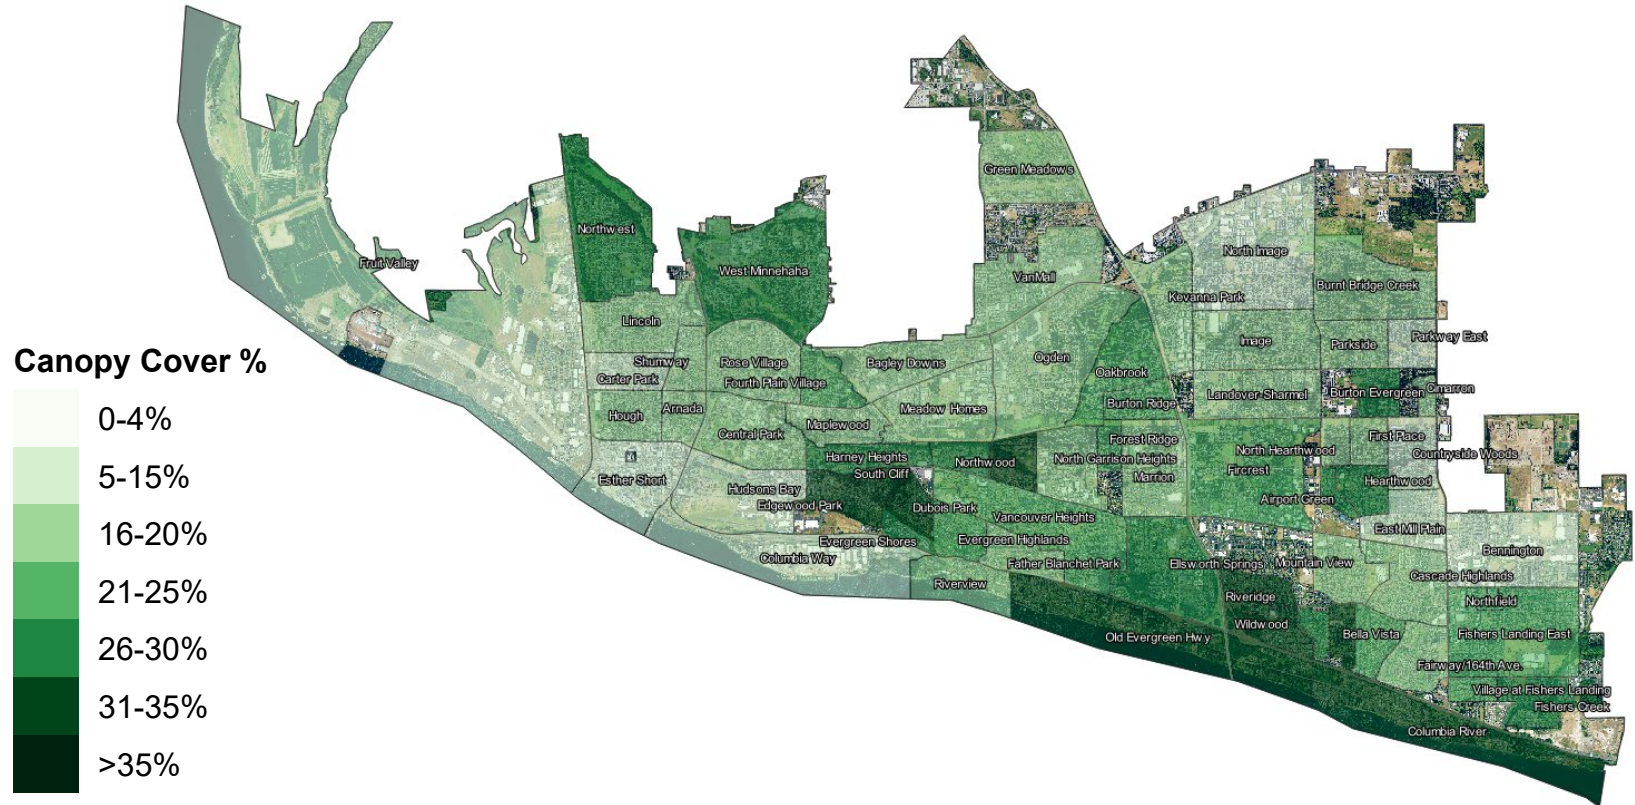 Canopy Cover %
0-4%
5-15%
16-20%
21-25%
26-30%
31-35%
>35%
Green Meadows
Northwest
North Image
Fruit Valley
West Minnehaha
VanMall
Burnt Bridge Creek
Kevanna Park
Lincoln
Parkway East
Image
Parkside
Shumway
Rose Village
Bagley Downs
Ogden
Carter Park
Fourth Plain Village
Oakbrook
Cimarron
Burton Evergreen
Landover-Sharmel
Burton Ridge
Hough
Arnada
Meadow Homes
Maplewood
Central Park
First Place
Forest Ridge
North Hearthwood
Countryside Woods
Harney Heights
Northwood
North Garrison Heights
South Cliff
Fircrest
Marrion
Esther Short
Hearthwood
Hudsons Bay
Airport Green
Edgewood Park
Dubois Park
Vancouver Heights
East Mill Plain
Evergreen Shores
Evergreen Highlands
Bennington
Columbia Way
Father Blanchet Park
Ellsworth Springs
Mountain View
Cascade Highlands
Riverview
Riveridge
Northfield
Wildwood
Old Evergreen Hwy
Bella Vista
Fishers Landing East
Fairway/164th Ave.
Village at Fishers Landing
Fishers Creek
Columbia River